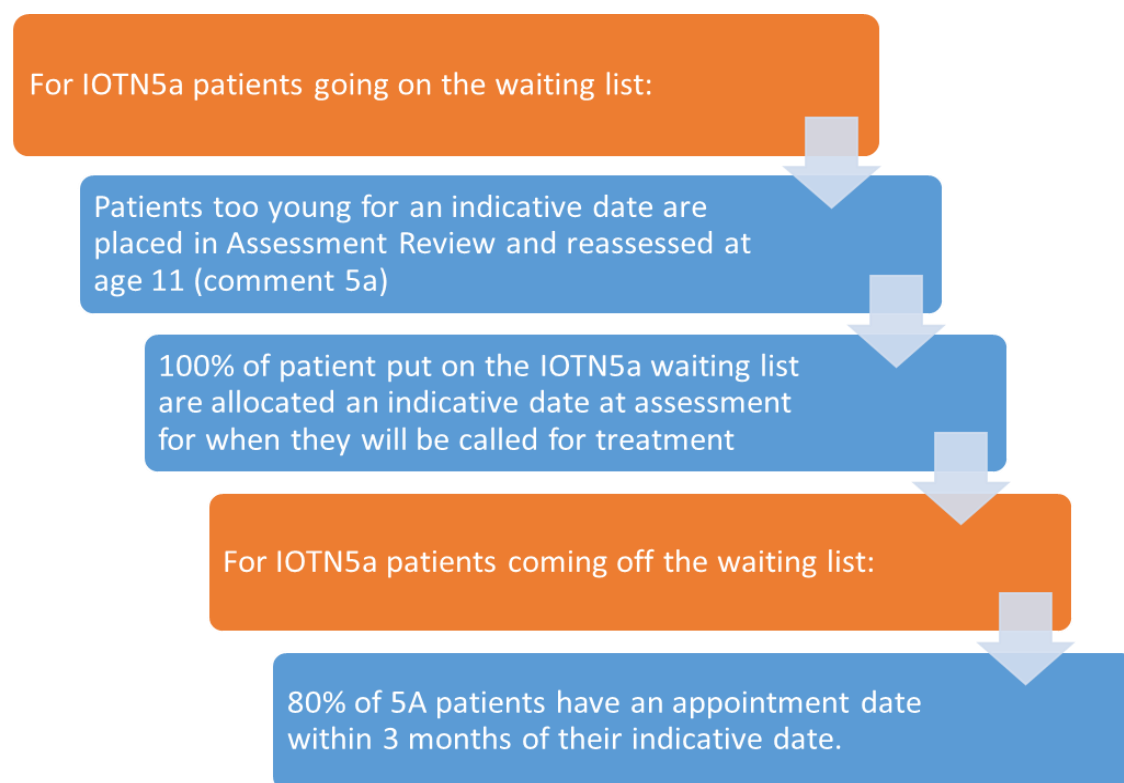 For IOTN5a patients going on the waiting list:
Patients too young for an indicative date are
placed in Assessment Review and reassessed at
age 11 (comment 5a)
100% of patient put on the IOTN5a waiting list
are allocated an indicative date at assessment
for when they will be called for treatment
For IOTN5a patients coming off the waiting list:
80% of 5A patients have an appointment date
within 3 months of their indicative date.